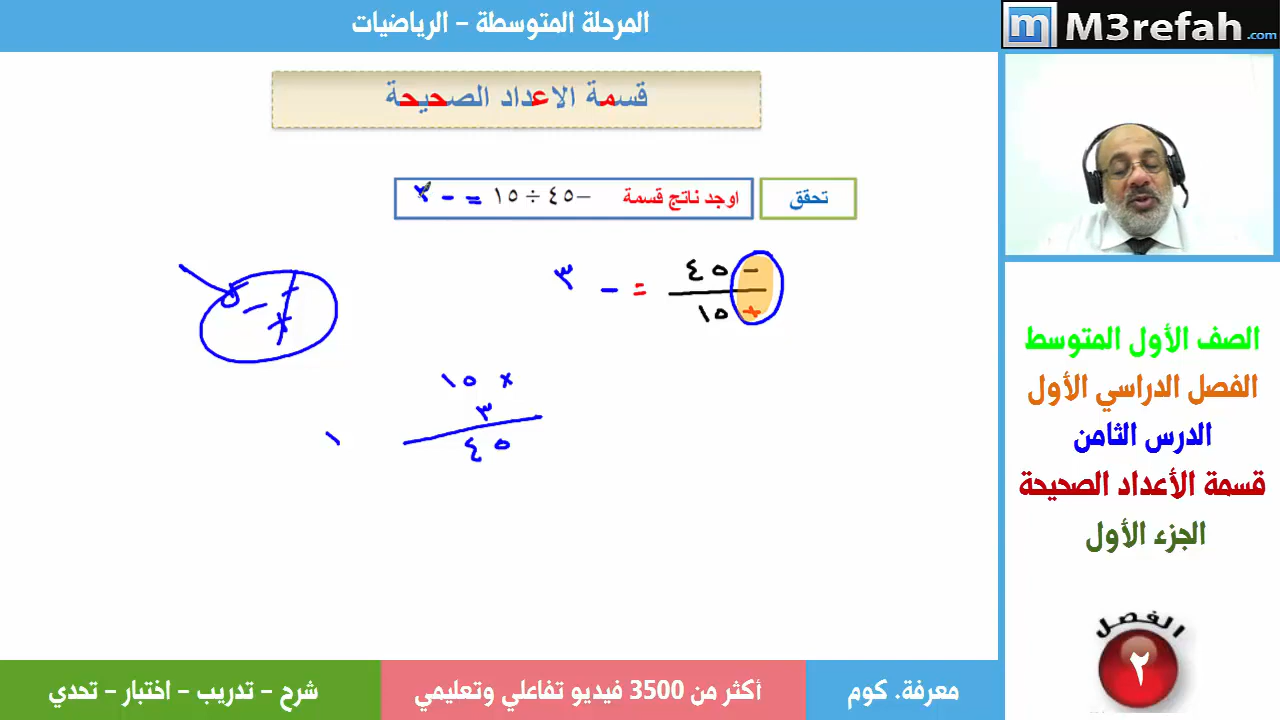 المرحلة المتوسطة - الرياضيات
M3refah.com
قسمة الاعداد الصحيحة
تحقق
اوجد ناتج قسمة -٤٥ ÷ ١٥ = - ٣
-٤٥
+١٥
= - ٣
١٥ ×
٣
٤٥
١
الصف الأول المتوسط
الفصل الدراسي الأول
الدرس الثامن
قسمة الأعداد الصحيحة
الجزء الأول
الفصل
٢
معرفة. كوم
أكثر من 3500 فيديو تفاعلي وتعليمي
شرح - تدريب - اختبار - تحدي